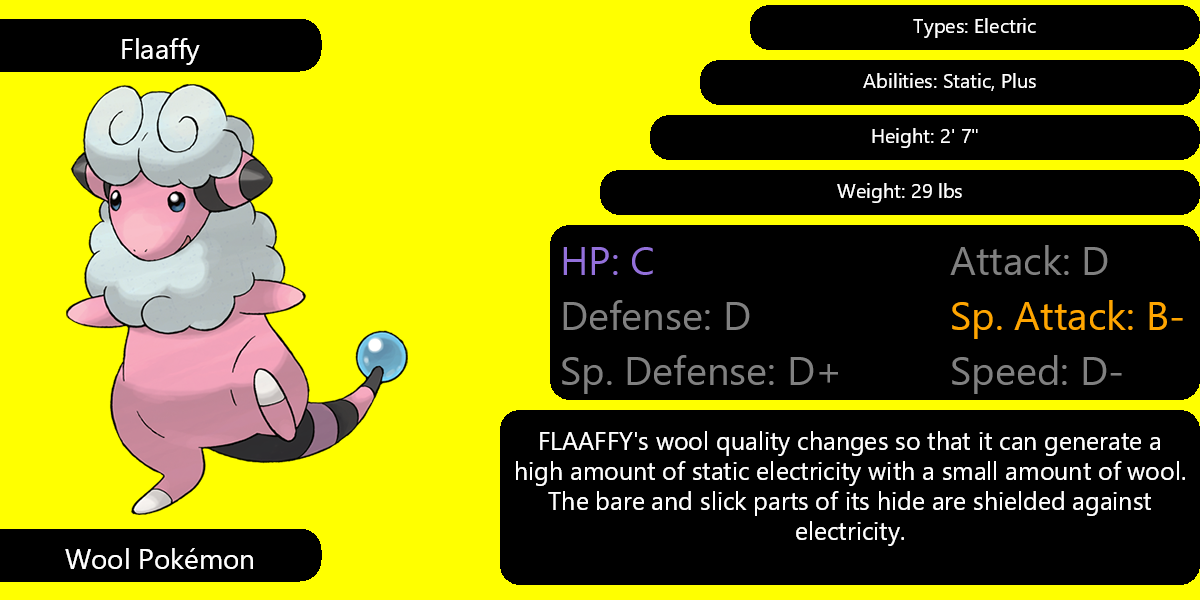 Flaaffy
Wool Pokémon
Types: Electric
Abilities: Static, Plus
Height: 2' 7"
Weight: 29 lbs
HP: C
Attack: D
Defense: D
Sp. Attack: B-
Sp. Defense: D+
Speed: D-
FLAAFFY's wool quality changes so that it can generate a
high amount of static electricity with a small amount of wool.
The bare and slick parts of its hide are shielded against
electricity.